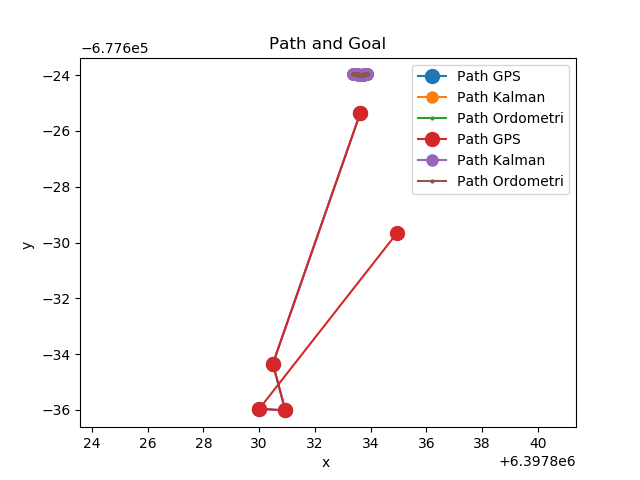 Path and Goal
−6.776e5
Path GPS
Path Kalman
Path Ordometri
Path GPS
Path Kalman
Path Ordometri
−24
−26
−28
−30
−32
−34
−36
y
24 26 28 30 32 34 36 38 40
x
+6.3978e6